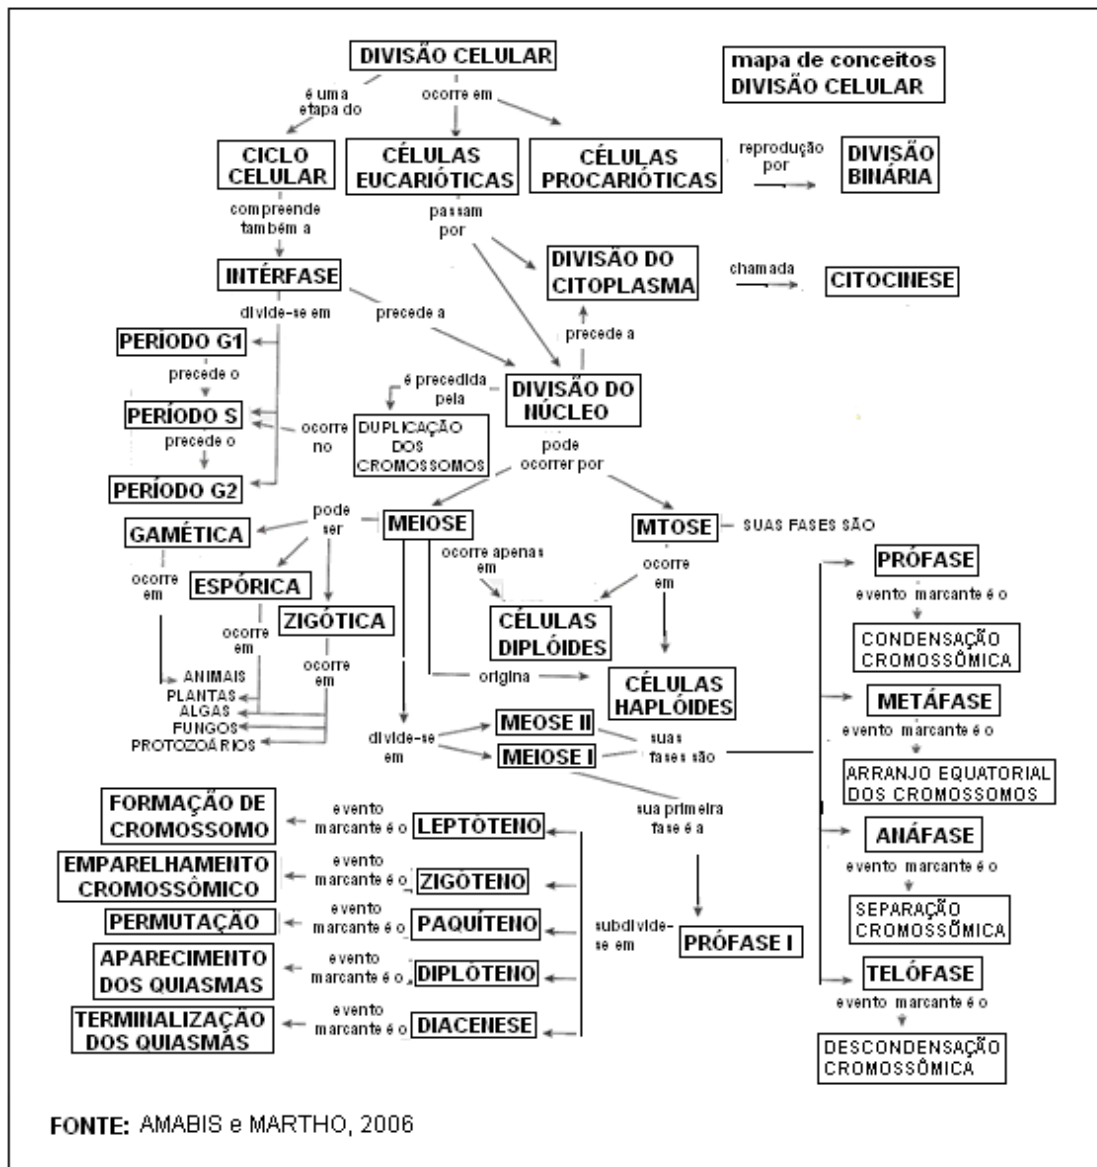 DIVISÃO CELULAR
mapa de conceitos
DIVISÃO CELULAR
é uma
etapa do
ocorre em
CICLO
CELULAR
CÉLULAS
EUCARIÓTICAS
CÉLULAS
PROCARIÓTICAS
reprodução
por
DIVISÃO
BINÁRIA
compreende
também a
passam
por
INTÉRFASE
DIVISÃO DO
CITOPLASMA
chamada
CITOCINESE
divide-se em
precede a
precede a
PERÍODO G1
precede o
é precedida
pela
DIVISÃO DO
NÚCLEO
PERÍODO S
ocorre
no
DUPLICAÇÃO
DOS
CROMOSSOMOS
precede o
pode
ocorrer por
PERÍODO G2
GAMÉTICA
pode
ser
MEIOSE
MTOSE
SUAS FASES SÃO
ocorre
em
ESPÓRICA
ocorre apenas
em
ocorre
em
PRÓFASE
evento marcante é o
ZIGÓTICA
CÉLULAS
DIPLÓIDES
CONDENSAÇÃO
CROMOSSÔMICA
ocorre
em
ocorre
em
origina
CÉLULAS
HAPLÓIDES
ANIMAIS
PLANTAS
ALGAS
FUNGOS
PROTOZOÁRIOS
METÁFASE
evento marcante é o
divide-se
em
MEOSE II
MEIOSE I
suas
fases são
ARRANJO EQUATORIAL
DOS CROMOSSOMOS
sua primeira
fase é a
FORMAÇÃO DE
CROMOSSOMO
evento
marcante é o
LEPTÓTENO
ANÁFASE
evento marcante é o
EMPARELHAMENTO
CROMOSSÔMICO
evento
marcante é o
ZIGÓTENO
SEPARAÇÃO
CROMOSSÔMICA
PERMUTAÇÃO
evento
marcante é o
PAQUÍTENO
subdivide-
se em
PRÓFASE I
APARECIMENTO
DOS QUIASMAS
evento
marcante é o
DIPLÓTENO
TELÓFASE
evento marcante é o
TERMINALIZAÇÃO
DOS QUIASMAS
evento
marcante é o
DIACENESE
DESCONDENSAÇÃO
CROMOSSÔMICA
FONTE: AMABIS e MARTHO, 2006